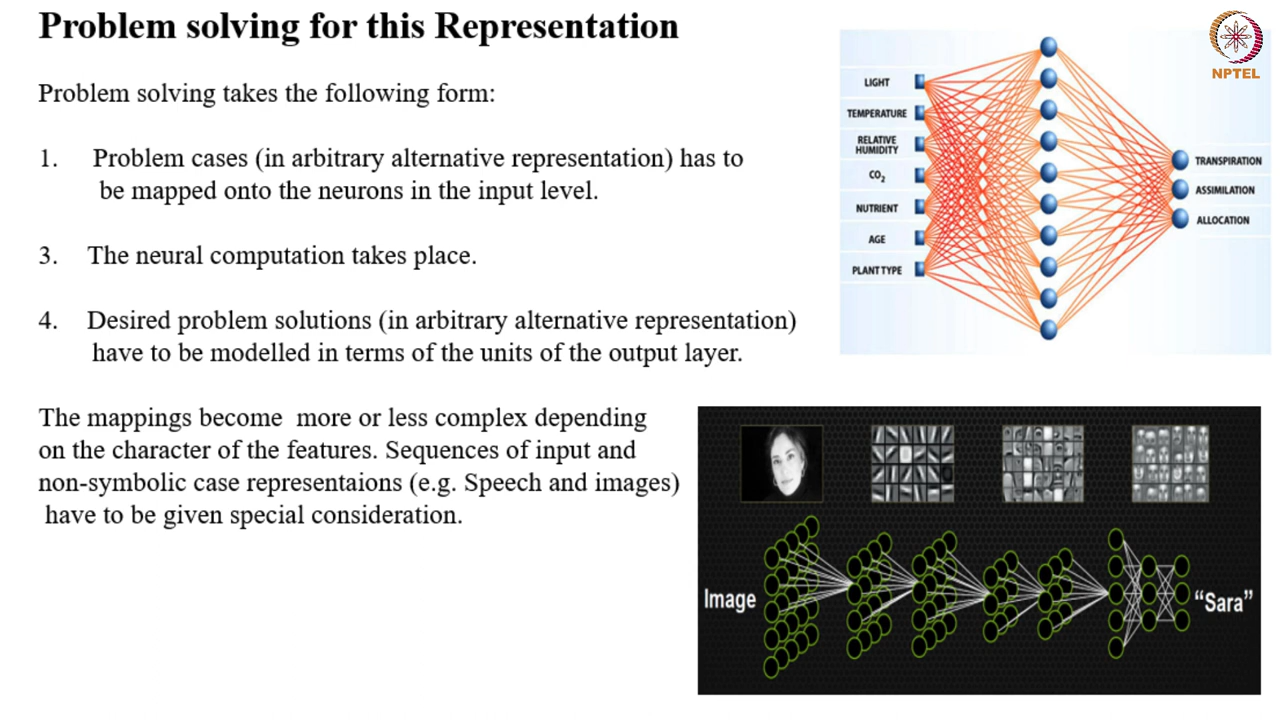 Problem solving for this Representation
NPTEL
Problem solving takes the following form:
1. Problem cases (in arbitrary alternative representation) has to
be mapped onto the neurons in the input level.
3. The neural computation takes place.
4. Desired problem solutions (in arbitrary alternative representation)
have to be modelled in terms of the units of the output layer.
The mappings become more or less complex depending
on the character of the features. Sequences of input and
non-symbolic case representaions (e.g. Speech and images)
have to be given special consideration.
LIGHT
TEMPERATURE
RELATIVE
HUMIDITY
CO₂
NUTRIENT
AGE
PLANT TYPE
TRANSPIRATION
ASSIMILATION
ALLOCATION
Image
“Sara”